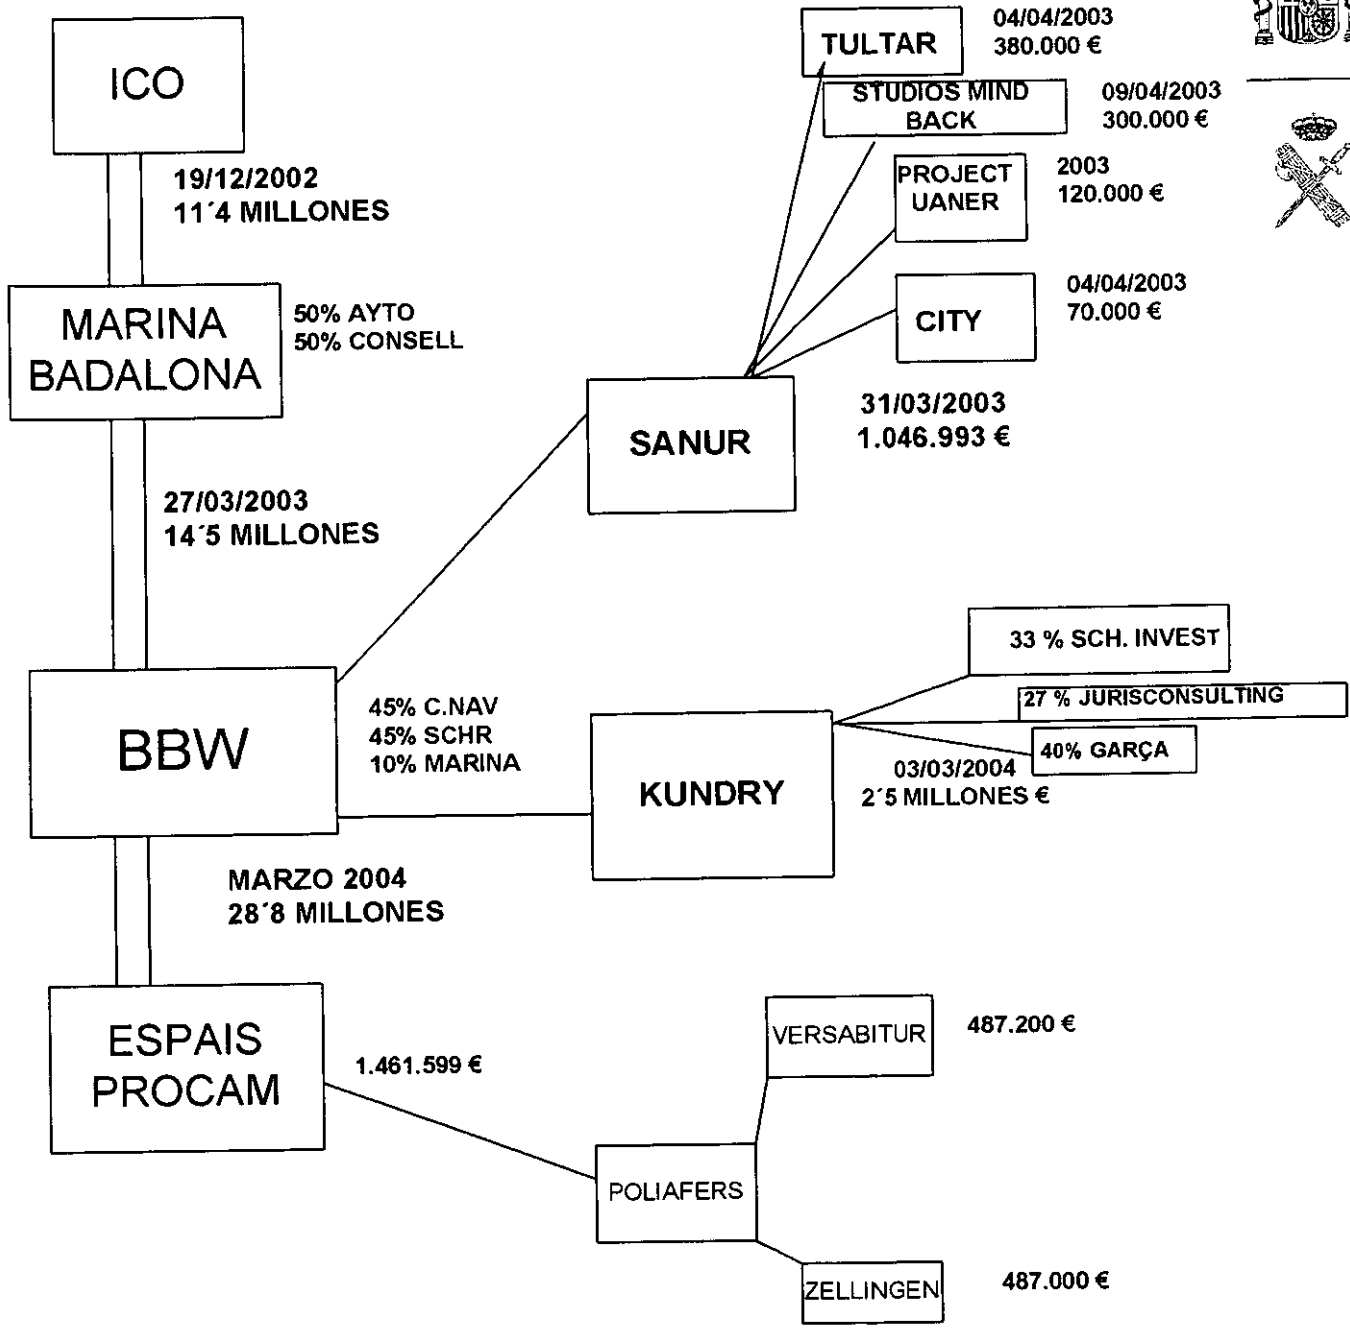 ICO
19/12/2002
11´4 MILLONES
MARINA
BADALONA
50% AYTO
50% CONSELL
27/03/2003
14´5 MILLONES
BBW
45% C.NAV
45% SCHR
10% MARINA
MARZO 2004
28´8 MILLONES
ESPAIS
PROCAM
1.461.599 €
TULTAR
04/04/2003
380.000 €
STUDIOS MIND
BACK
09/04/2003
300.000 €
PROJECT
UANER
2003
120.000 €
CITY
04/04/2003
70.000 €
SANUR
31/03/2003
1.046.993 €
KUNDRY
33 % SCH. INVEST
27 % JURISCONSULTING
40% GARÇA
03/03/2004
2´5 MILLONES €
POLIAFERS
VERSABITUR
487.200 €
ZELLINGEN
487.000 €